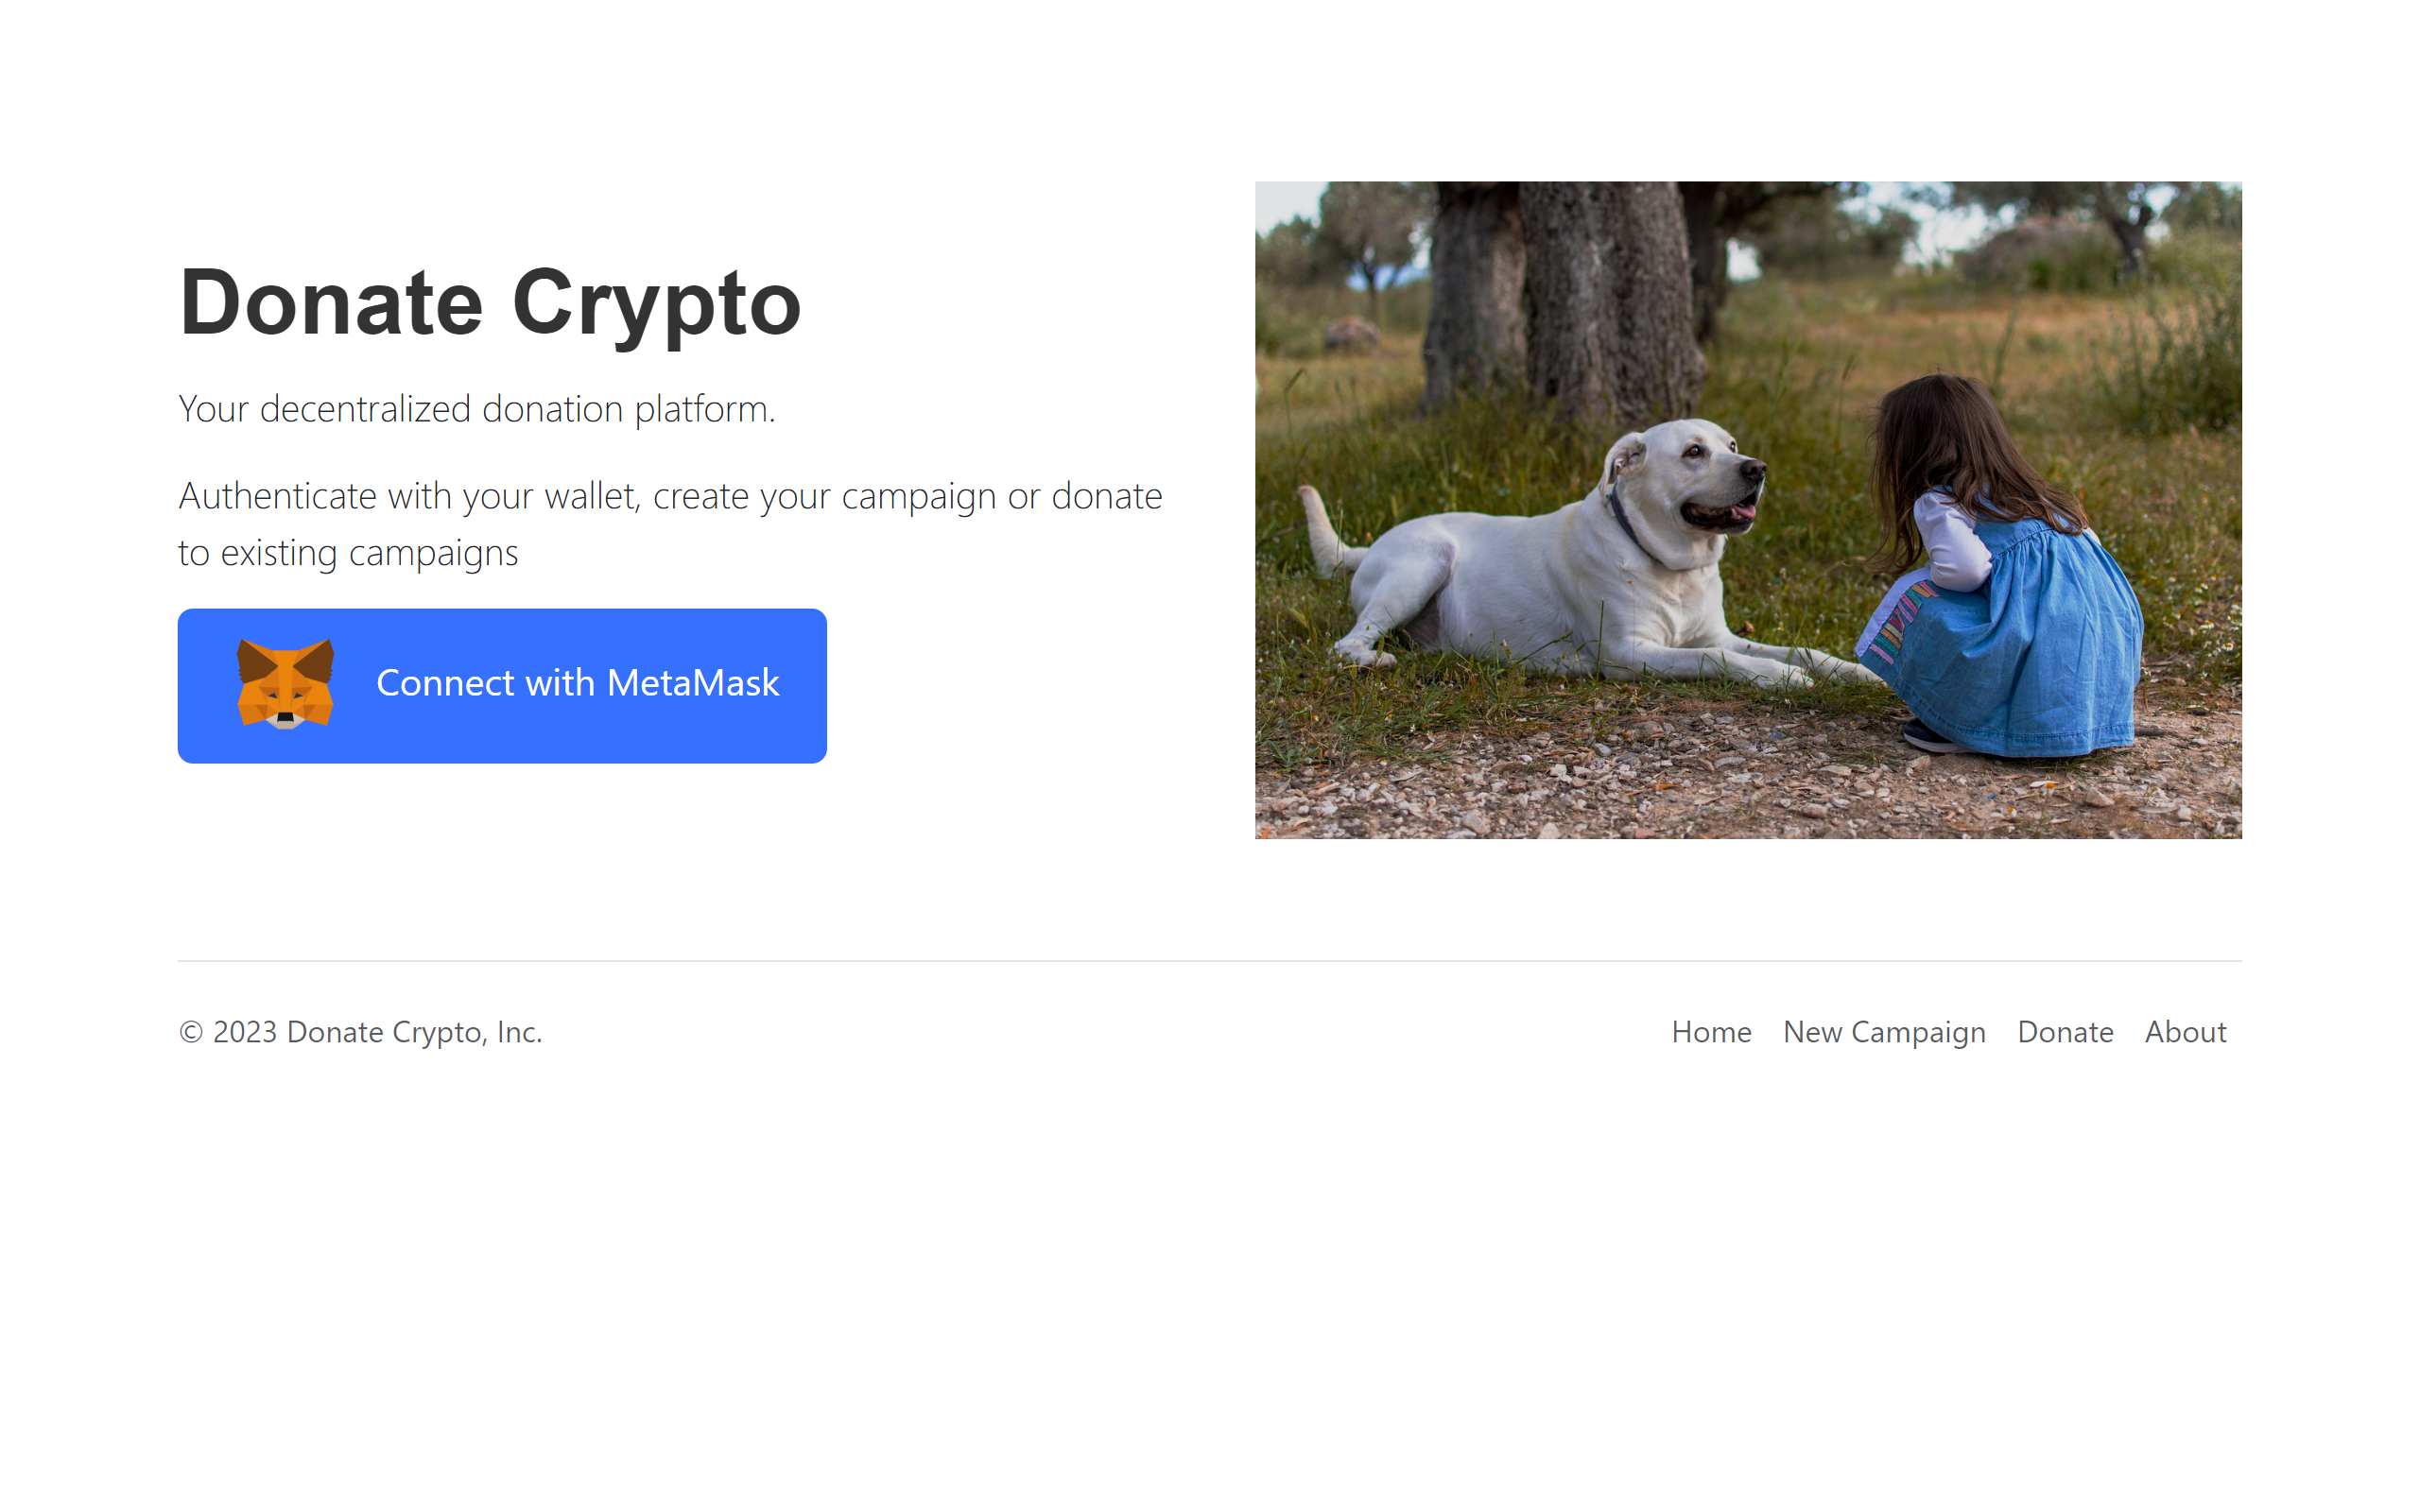 Donate Crypto
Your decentralized donation platform.
Authenticate with your wallet, create your campaign or donate
to existing campaigns
Connect with MetaMask
© 2023 Donate Crypto, Inc.
Home New Campaign Donate About